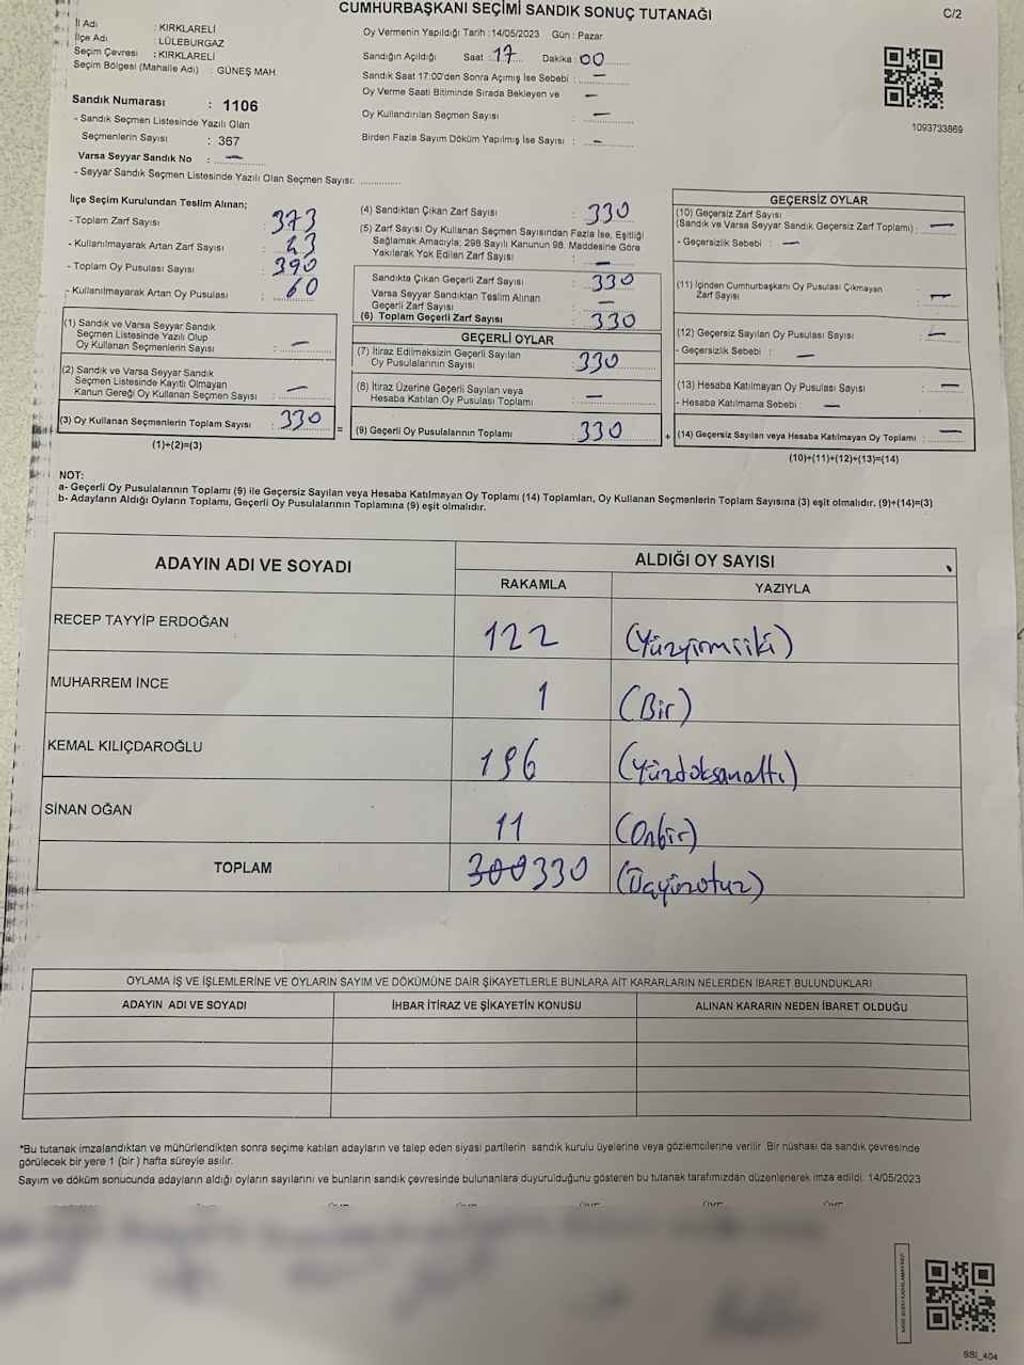 CUMHURBAŞKANI SEÇİMİ SANDIK SONUÇ TUTANAĞI
C/2
İl Adı : KIRKLARELİ
İlçe Adı : LÜLEBURGAZ
Seçim Çevresi : KIRKLARELİ
Seçim Bölgesi (Mahalle Adı) : GÜNEŞ MAH.
Oy Vermenin Yapıldığı Tarih : 14/05/2023 Gün : Pazar
Sandığın Açıldığı Saat : 17 Dakika : 00
Sandık Saat 17:00'den Sonra Açımış İse Sebebi : —
Oy Verme Saati Bitiminde Sırada Bekleyen ve —
Oy Kullandırılan Seçmen Sayısı : —
Birden Fazla Sayım Döküm Yapılmış İse Sayısı : —
1093733869
Sandık Numarası : 1106
- Sandık Seçmen Listesinde Yazılı Olan
Seçmenlerin Sayısı : 367
Varsa Seyyar Sandık No : —
- Seyyar Sandık Seçmen Listesinde Yazılı Olan Seçmen Sayısı:
İlçe Seçim Kurulundan Teslim Alınan;
- Toplam Zarf Sayısı : 373
- Kullanılmayarak Artan Zarf Sayısı : 43
- Toplam Oy Pusulası Sayısı : 390
- Kullanılmayarak Artan Oy Pusulası : 60
(1) Sandık ve Varsa Seyyar Sandık
Seçmen Listesinde Yazılı Olup
Oy Kullanan Seçmenlerin Sayısı : —
(2) Sandık ve Varsa Seyyar Sandık
Seçmen Listesinde Kayıtlı Olmayan
Kanun Gereği Oy Kullanan Seçmen Sayısı : —
(3) Oy Kullanan Seçmenlerin Toplam Sayısı : 330
(1)+(2)=(3)
(4) Sandıktan Çıkan Zarf Sayısı : 330
(5) Zarf Sayısı Oy Kullanan Seçmen Sayısından Fazla İse, Eşitliği
Sağlamak Amacıyla; 298 Sayılı Kanunun 98. Maddesine Göre
Yakılarak Yok Edilen Zarf Sayısı : —
Sandıkta Çıkan Geçerli Zarf Sayısı : 330
Varsa Seyyar Sandıktan Teslim Alınan
Geçerli Zarf Sayısı : —
(6) Toplam Geçerli Zarf Sayısı : 330
GEÇERLİ OYLAR
(7) İtiraz Edilmeksizin Geçerli Sayılan
Oy Pusulalarının Sayısı : 330
(8) İtiraz Üzerine Geçerli Sayılan veya
Hesaba Katılan Oy Pusulası Toplamı : —
= (9) Geçerli Oy Pusulalarının Toplamı : 330
GEÇERSİZ OYLAR
(10) Geçersiz Zarf Sayısı
(Sandık ve Varsa Seyyar Sandık Geçersiz Zarf Toplamı) : —
- Geçersizlik Sebebi : —
(11) İçinden Cumhurbaşkanı Oy Pusulası Çıkmayan
Zarf Sayısı : —
(12) Geçersiz Sayılan Oy Pusulası Sayısı : —
- Geçersizlik Sebebi : —
(13) Hesaba Katılmayan Oy Pusulası Sayısı : —
- Hesaba Katılmama Sebebi : —
+ (14) Geçersiz Sayılan veya Hesaba Katılmayan Oy Toplamı : —
(10)+(11)+(12)+(13)=(14)
NOT:
a- Geçerli Oy Pusulalarının Toplamı (9) ile Geçersiz Sayılan veya Hesaba Katılmayan Oy Toplamı (14) Toplamları, Oy Kullanan Seçmenlerin Toplam Sayısına (3) eşit olmalıdır. (9)+(14)=(3)
b- Adayların Aldığı Oyların Toplamı, Geçerli Oy Pusulalarının Toplamına (9) eşit olmalıdır.
ADAYIN ADI VE SOYADI
ALDIĞI OY SAYISI
RAKAMLA YAZIYLA
RECEP TAYYİP ERDOĞAN 122 (Yüzyirmiiki)
MUHARREM İNCE 1 (Bir)
KEMAL KILIÇDAROĞLU 196 (Yüzdoksanaltı)
SİNAN OĞAN 11 (Onbir)
TOPLAM 300 330 (Üçyüzotuz)
OYLAMA İŞ VE İŞLEMLERİNE VE OYLARIN SAYIM VE DÖKÜMÜNE DAİR ŞİKAYETLERLE BUNLARA AİT KARARLARIN NELERDEN İBARET BULUNDUKLARI
ADAYIN ADI VE SOYADI İHBAR İTİRAZ VE ŞİKAYETİN KONUSU ALINAN KARARIN NEDEN İBARET OLDUĞU
*Bu tutanak imzalandıktan ve mühürlendikten sonra seçime katılan adayların ve talep eden siyasi partilerin sandık kurulu üyelerine veya gözlemcilerine verilir. Bir nüshası da sandık çevresinde
görülecek bir yere 1 (bir) hafta süreyle asılır.
Sayım ve döküm sonucunda adayların aldığı oyların sayılarını ve bunların sandık çevresinde bulunanlara duyurulduğunu gösteren bu tutanak tarafımızdan düzenlenerek imza edildi. 14/05/2023
SSİ_404